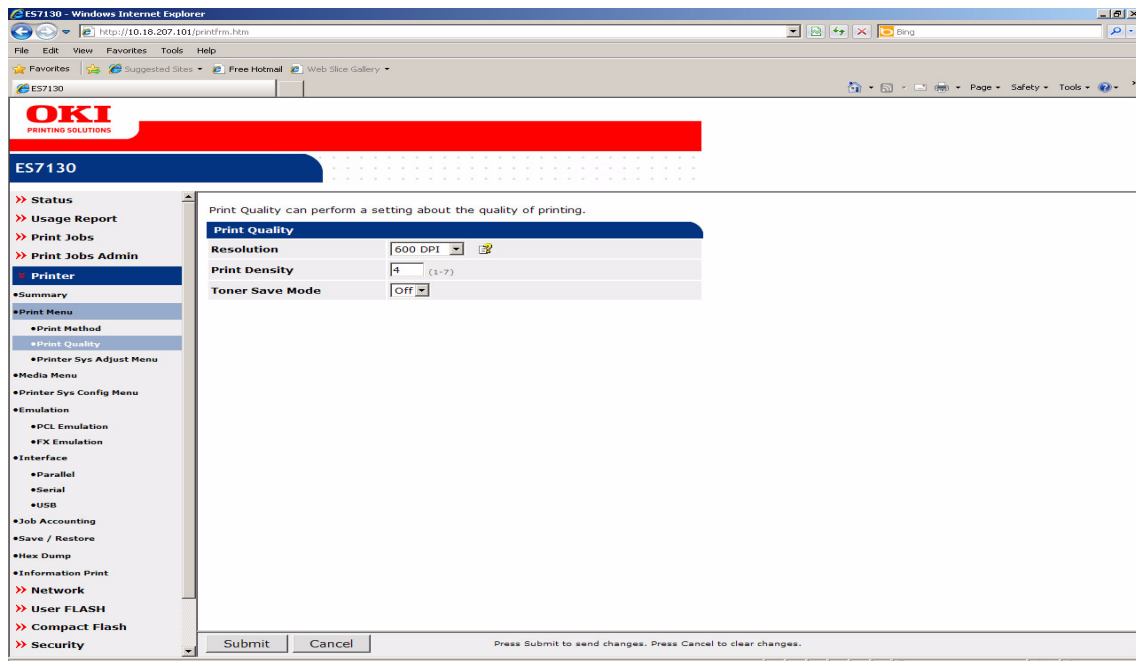 ES7130 - Windows Internet Explorer
http://10.18.207.101/printfrm.htm
Bing
File Edit View Favorites Tools Help
Favorites Suggested Sites Free Hotmail Web Slice Gallery
ES7130
Page Safety Tools
OKI
PRINTING SOLUTIONS
ES7130
Status
Usage Report
Print Jobs
Print Jobs Admin
Printer
Summary
Print Menu
Print Method
Print Quality
Printer Sys Adjust Menu
Media Menu
Printer Sys Config Menu
Emulation
PCL Emulation
FX Emulation
Interface
Parallel
Serial
USB
Job Accounting
Save / Restore
Hex Dump
Information Print
Network
User FLASH
Compact Flash
Security
Print Quality can perform a setting about the quality of printing.
Print Quality
Resolution 600 DPI
Print Density 4 (1-7)
Toner Save Mode Off
Submit Cancel Press Submit to send changes. Press Cancel to clear changes.